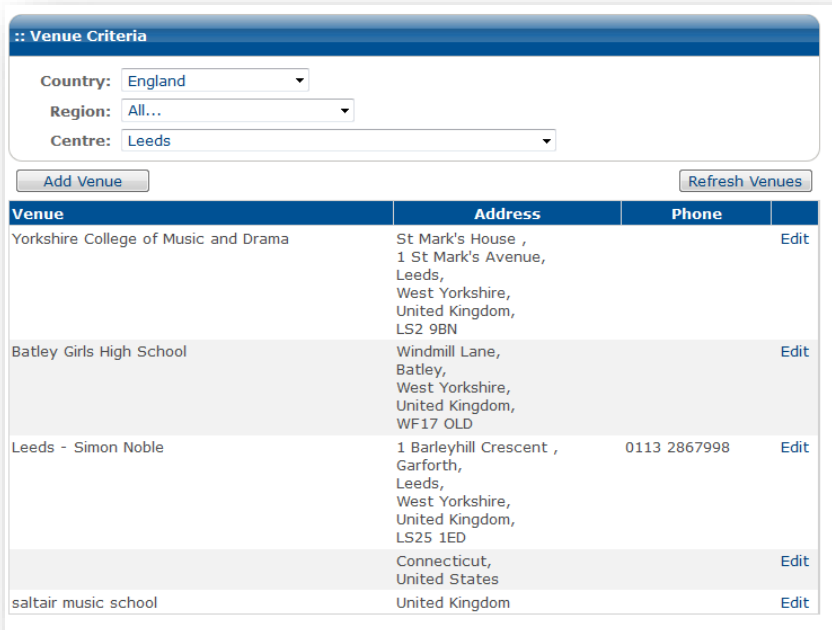 :: Venue Criteria
Country: England
Region: All...
Centre: Leeds
Add Venue Refresh Venues
Venue Address Phone
Yorkshire College of Music and Drama St Mark's House , Edit
1 St Mark's Avenue,
Leeds,
West Yorkshire,
United Kingdom,
LS2 9BN
Batley Girls High School Windmill Lane, Edit
Batley,
West Yorkshire,
United Kingdom,
WF17 OLD
Leeds - Simon Noble 1 Barleyhill Crescent , 0113 2867998 Edit
Garforth,
Leeds,
West Yorkshire,
United Kingdom,
LS25 1ED
Connecticut, Edit
United States
saltair music school United Kingdom Edit